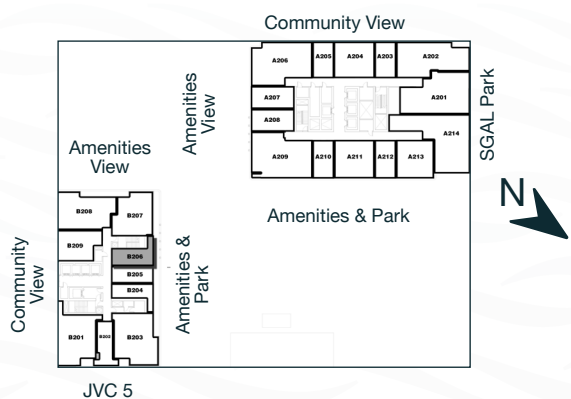 Community View
A206
A205
A204
A203
A202
A207
A201
A208
A214
A209
A210
A211
A212
A213
Amenities
View
SGAL Park
N
Amenities & Park
Amenities
View
B208
B207
B209
B206
B205
B204
B201
B202
B203
Community
View
Amenities &
Park
JVC 5